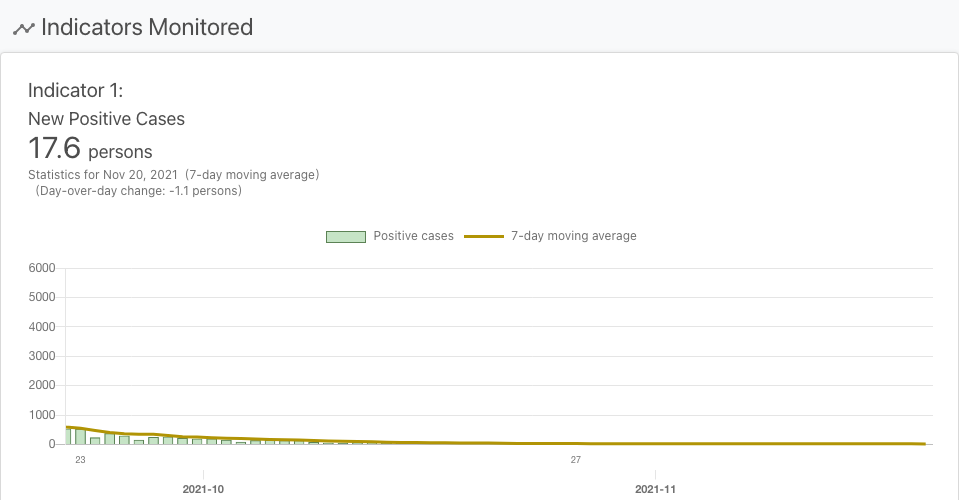 Indicators Monitored
Indicator 1:
New Positive Cases
17.6 persons
Statistics for Nov 20, 2021 (7-day moving average)
(Day-over-day change: -1.1 persons)
Positive cases 7-day moving average
6000
5000
4000
3000
2000
1000
0
23 27
2021-10 2021-11